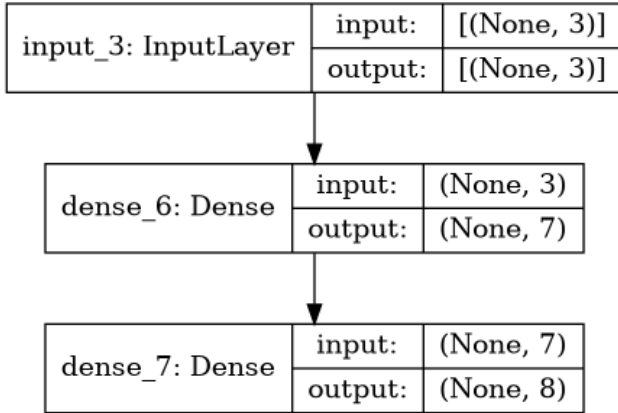 input_3: InputLayer
input: [(None, 3)]
output: [(None, 3)]
dense_6: Dense
input: (None, 3)
output: (None, 7)
dense_7: Dense
input: (None, 7)
output: (None, 8)